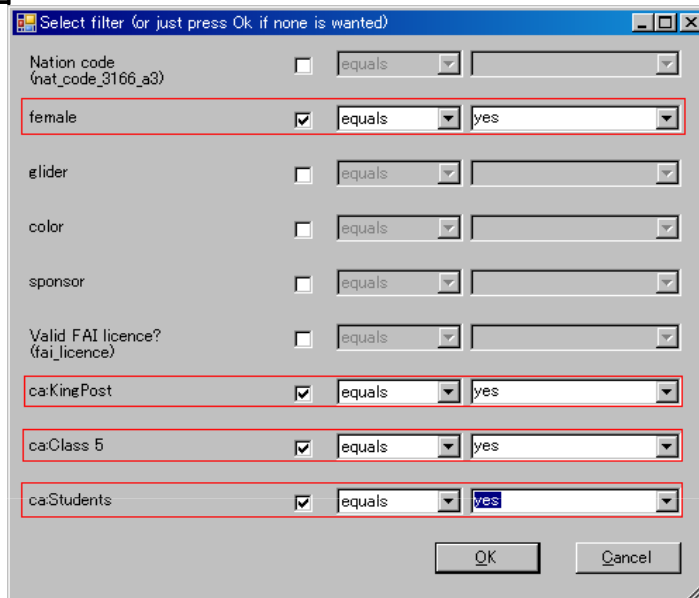 Select filter (or just press Ok if none is wanted)
Nation code
(nat_code_3166_a3)
equals
female
equals
yes
glider
equals
color
equals
sponsor
equals
Valid FAI licence?
(fai_licence)
equals
ca:KingPost
equals
yes
ca:Class 5
equals
yes
ca:Students
equals
yes
OK
Cancel